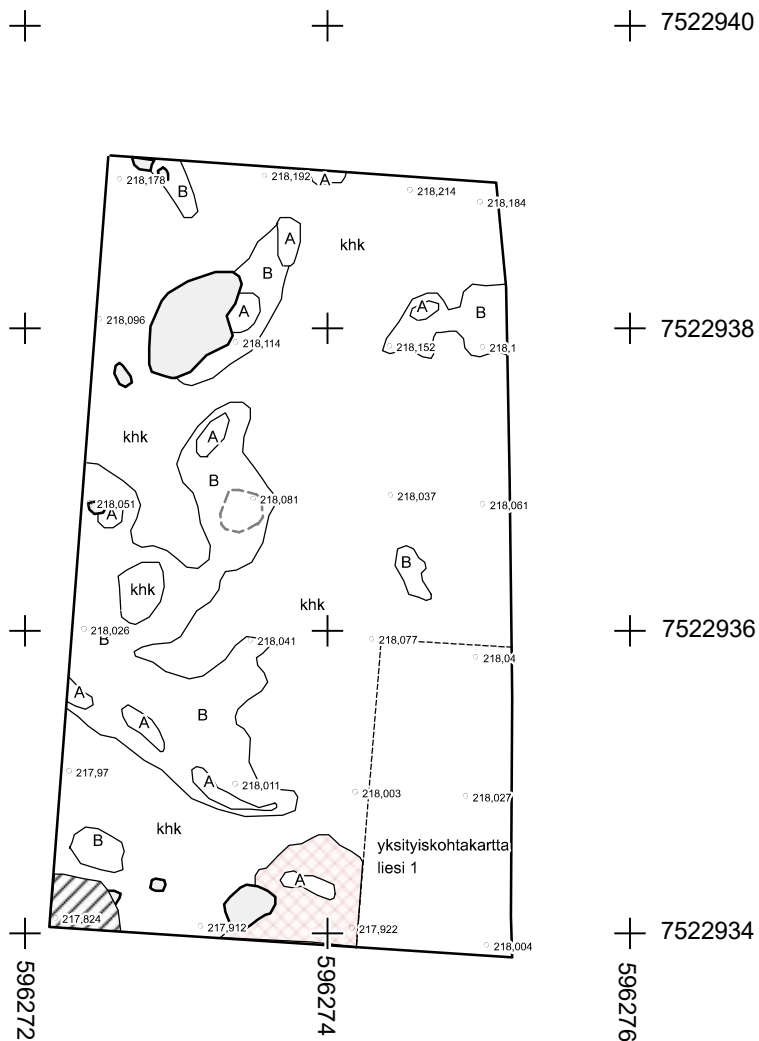 7522940
218,178
B
218,192
A
218,214
218,184
A
khk
B
A
A
B
218,096
7522938
218,114
218,152
218,1
khk
A
B
218,051
A
218,081
218,037
218,061
B
khk
khk
218,026
B
218,041
218,077
7522936
218,04
A
A
B
217,97
A
218,011
218,003
218,027
khk
B
yksityiskohtakartta
liesi 1
A
217,824
217,912
217,922
218,004
7522934
596272
596274
596276